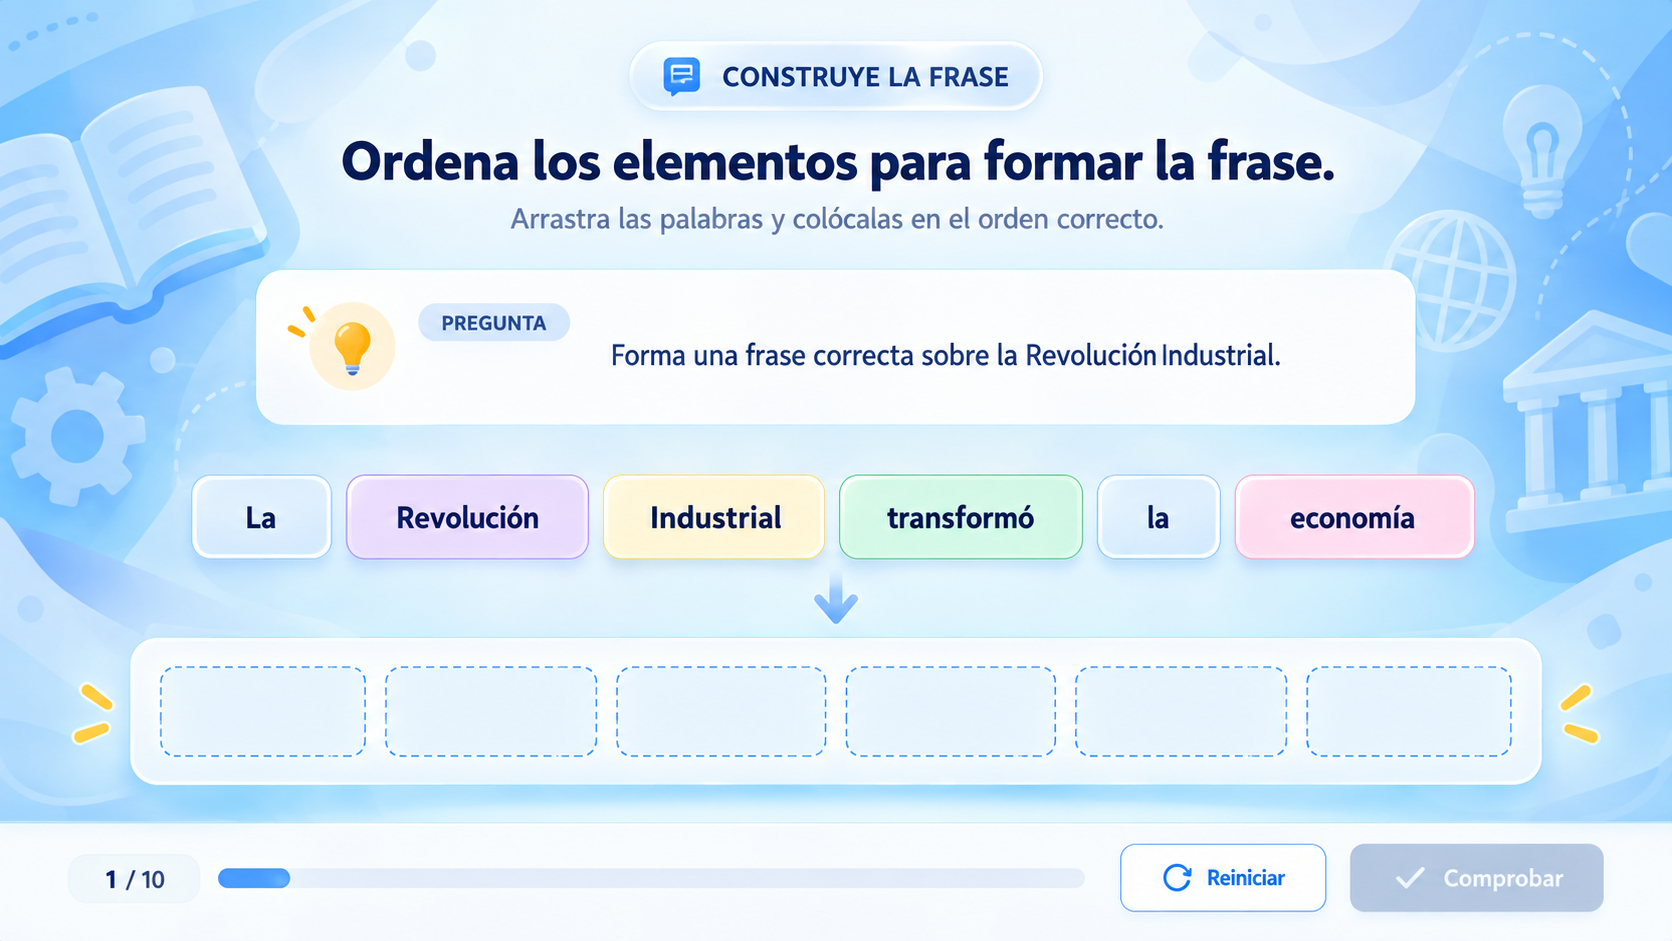 CONSTRUYE LA FRASE
Ordena los elementos para formar la frase.
Arrastra las palabras y colócalas en el orden correcto.
PREGUNTA
Forma una frase correcta sobre la Revolución Industrial.
La Revolución Industrial transformó la economía
1 / 10 Reiniciar Comprobar